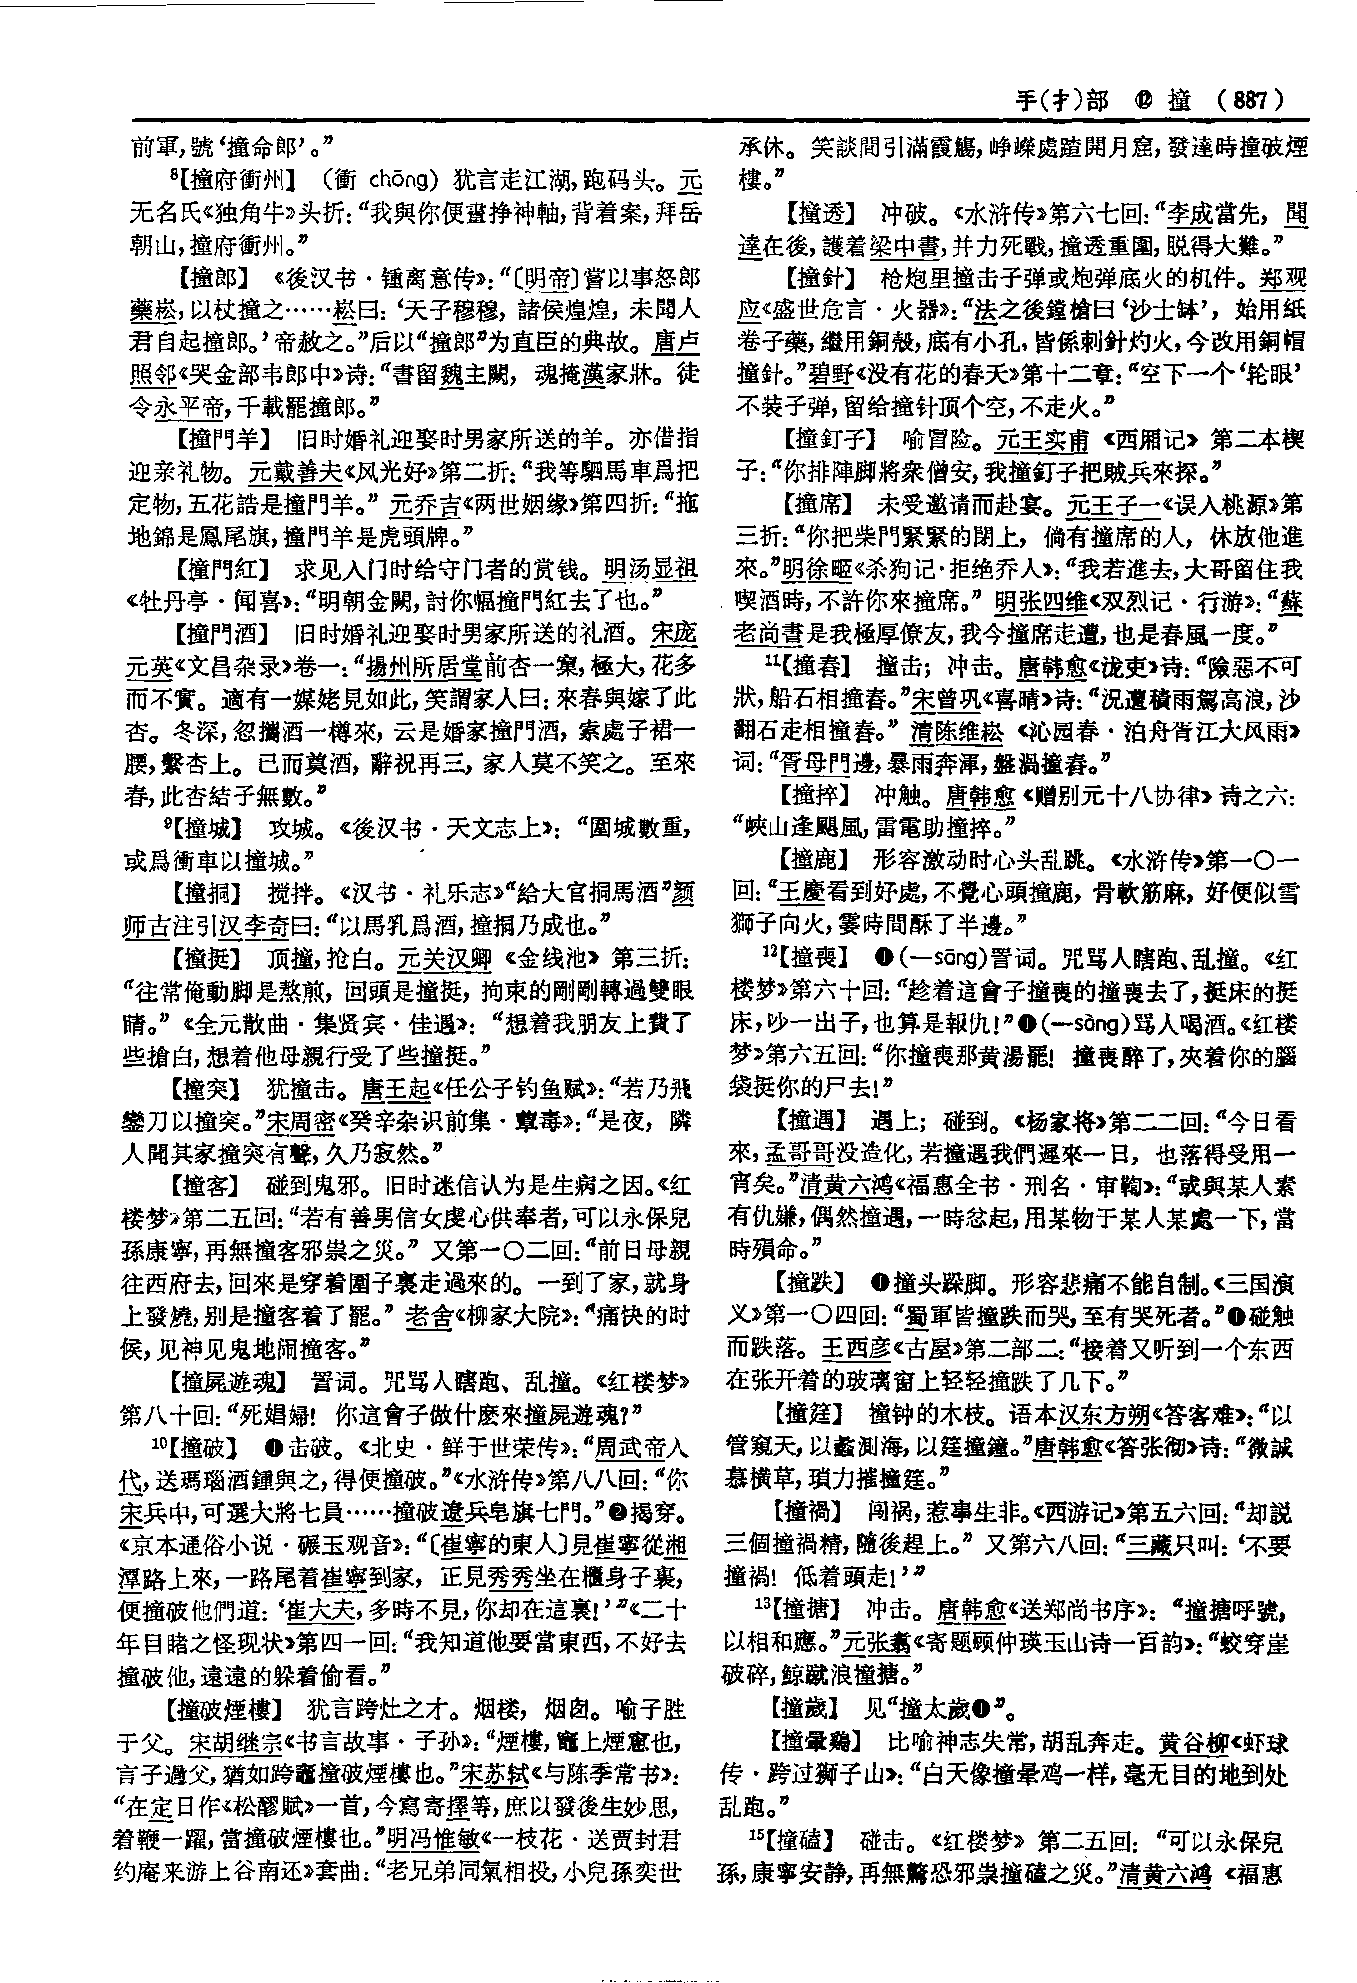 手(扌)部 ⑫ 撞 (887)
前軍,號‘撞命郎’。”
8【撞府衝州】 (衝 chōng) 犹言走江湖,跑码头。元
无名氏《独角牛》头折:“我與你便畫挣神軸,背着案,拜岳
朝山,撞府衝州。”
【撞郎】 《後汉书·锺离意传》:“〔明帝〕嘗以事怒郎
藥崧,以杖撞之……崧曰:‘天子穆穆,諸侯煌煌,未聞人
君自起撞郎。’帝赦之。”后以“撞郎”为直臣的典故。唐卢
照邻《哭金部韦郎中》诗:“書留魏主闕,魂掩漢家牀。徒
令永平帝,千載罷撞郎。”
【撞門羊】 旧时婚礼迎娶时男家所送的羊。亦借指
迎亲礼物。元戴善夫《风光好》第二折:“我等駟馬車爲把
定物,五花誥是撞門羊。”元乔吉《两世姻缘》第四折:“拖
地錦是鳳尾旗,撞門羊是虎頭牌。”
【撞門紅】 求见入门时给守门者的赏钱。明汤显祖
《牡丹亭·闻喜》:“明朝金闕,討你幅撞門紅去了也。”
【撞門酒】 旧时婚礼迎娶时男家所送的礼酒。宋庞
元英《文昌杂录》卷一:“揚州所居堂前杏一窠,極大,花多
而不實。適有一媒姥見如此,笑謂家人曰:來春與嫁了此
杏。冬深,忽攜酒一樽來,云是婚家撞門酒,索處子裙一
腰,繫杏上。已而奠酒,辭祝再三,家人莫不笑之。至來
春,此杏結子無數。”
9【撞城】 攻城。《後汉书·天文志上》:“圍城數重,
或爲衝車以撞城。”
【撞挏】 搅拌。《汉书·礼乐志》“給大官挏馬酒”颜
师古注引汉李奇曰:“以馬乳爲酒,撞挏乃成也。”
【撞挺】 顶撞,抢白。元关汉卿《金线池》第三折:
“往常俺動脚是熬煎,回頭是撞挺,拘束的剛剛轉過雙眼
睛。”《全元散曲·集贤宾·佳遇》:“想着我朋友上費了
些搶白,想着他母親行受了些撞挺。”
【撞突】 犹撞击。唐王起《任公子钓鱼赋》:“若乃飛
鑾刀以撞突。”宋周密《癸辛杂识前集·蕈毒》:“是夜,隣
人聞其家撞突有聲,久乃寂然。”
【撞客】 碰到鬼邪。旧时迷信认为是生病之因。《红
楼梦》第二五回:“若有善男信女虔心供奉者,可以永保兒
孫康寧,再無撞客邪祟之災。”又第一〇二回:“前日母親
往西府去,回來是穿着園子裏走過來的。一到了家,就身
上發燒,别是撞客着了罷。”老舍《柳家大院》:“痛快的时
候,见神见鬼地闹撞客。”
【撞屍遊魂】 詈词。咒骂人瞎跑、乱撞。《红楼梦》
第八十回:“死娼婦!你這會子做什麽來撞屍遊魂?”
10【撞破】 ❶击破。《北史·鲜于世荣传》:“周武帝入
代,送瑪瑙酒鍾與之,得便撞破。”《水浒传》第八八回:“你
宋兵中,可選大將七員……撞破遼兵皂旗七門。”❷揭穿。
《京本通俗小说·碾玉观音》:“〔崔寧的東人〕見崔寧從湘
潭路上來,一路尾着崔寧到家,正見秀秀坐在櫃身子裏,
便撞破他們道:‘崔大夫,多時不見,你却在這裏!’”《二十
年目睹之怪现状》第四一回:“我知道他要當東西,不好去
撞破他,遠遠的躲着偷看。”
【撞破煙樓】 犹言跨灶之才。烟楼,烟囱。喻子胜
于父。宋胡继宗《书言故事·子孙》:“煙樓,竈上煙窻也,
言子過父,猶如跨竈撞破煙樓也。”宋苏轼《与陈季常书》:
“在定日作《松醪賦》一首,今寫寄擇等,庶以發後生妙思,
着鞭一躍,當撞破煙樓也。”明冯惟敏《一枝花·送贾封君
约庵来游上谷南还》套曲:“老兄弟同氣相投,小兒孫奕世
承休。笑談間引滿霞觴,崢嶸處蹅開月窟,發達時撞破煙
樓。”
【撞透】 冲破。《水浒传》第六七回:“李成當先,聞
達在後,護着梁中書,并力死戰,撞透重圍,脱得大難。”
【撞針】 枪炮里撞击子弹或炮弹底火的机件。郑观
应《盛世危言·火器》:“法之後鏜槍曰‘沙士鉢’,始用紙
卷子藥,繼用銅殻,底有小孔,皆係刺針灼火,今改用銅帽
撞針。”碧野《没有花的春天》第十二章:“空下一个‘轮眼’
不装子弹,留给撞针顶个空,不走火。”
【撞釘子】 喻冒险。元王实甫《西厢记》第二本楔
子:“你排陣脚將衆僧安,我撞釘子把賊兵來探。”
【撞席】 未受邀请而赴宴。元王子一《误入桃源》第
三折:“你把柴門緊緊的閉上,倘有撞席的人,休放他進
來。”明徐㖼《杀狗记·拒绝乔人》:“我若進去,大哥留住我
喫酒時,不許你來撞席。”明张四维《双烈记·行游》:“蘇
老尚書是我極厚僚友,我今撞席走遭,也是春風一度。”
11【撞舂】 撞击;冲击。唐韩愈《泷吏》诗:“險惡不可
狀,船石相撞舂。”宋曾巩《喜晴》诗:“況遭積雨駕高浪,沙
翻石走相撞舂。”清陈维崧《沁园春·泊舟胥江大风雨》
词:“胥母門邊,暴雨奔渾,盤渦撞舂。”
【撞捽】 冲触。唐韩愈《赠别元十八协律》诗之六:
“峽山逢颶風,雷電助撞捽。”
【撞鹿】 形容激动时心头乱跳。《水浒传》第一〇一
回:“王慶看到好處,不覺心頭撞鹿,骨軟筋麻,好便似雪
獅子向火,霎時間酥了半邊。”
12【撞喪】 ❶(—sāng)詈词。咒骂人瞎跑、乱撞。《红
楼梦》第六十回:“趁着這會子撞喪的撞喪去了,挺床的挺
床,吵一出子,也算是報仇!”❶(—sāng)骂人喝酒。《红楼
梦》第六五回:“你撞喪那黄湯罷!撞喪醉了,夾着你的腦
袋挺你的尸去!”
【撞遇】 遇上;碰到。《杨家将》第二二回:“今日看
來,孟哥哥没造化,若撞遇我們遲來一日,也落得受用一
宵矣。”清黄六鸿《福惠全书·刑名·审鞫》:“或與某人素
有仇嫌,偶然撞遇,一時忿起,用某物于某人某處一下,當
時殞命。”
【撞跌】 ❶撞头跺脚。形容悲痛不能自制。《三国演
义》第一〇四回:“蜀軍皆撞跌而哭,至有哭死者。”❶碰触
而跌落。王西彦《古屋》第二部二:“接着又听到一个东西
在张开着的玻璃窗上轻轻撞跌了几下。”
【撞筳】 撞钟的木枝。语本汉东方朔《答客难》:“以
管窺天,以蠡測海,以筳撞鐘。”唐韩愈《答张彻》诗:“微誠
慕横草,瑣力摧撞筳。”
【撞禍】 闯祸,惹事生非。《西游记》第五六回:“却説
三個撞禍精,隨後趕上。”又第六八回:“三藏只叫:‘不要
撞禍!低着頭走!’”
13【撞搪】 冲击。唐韩愈《送郑尚书序》:“撞搪呼號,
以相和應。”元张翥《寄题顾仲瑛玉山诗一百韵》:“蛟穿崖
破碎,鲸蹴浪撞搪。”
【撞歲】 见“撞太歲❶”。
【撞暈鷄】 比喻神志失常,胡乱奔走。黄谷柳《虾球
传·跨过狮子山》:“白天像撞晕鸡一样,毫无目的地到处
乱跑。”
15【撞磕】 碰击。《红楼梦》第二五回:“可以永保兒
孫,康寧安静,再無驚恐邪祟撞磕之災。”清黄六鸿《福惠